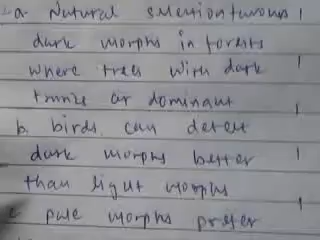 a. Natural selection favours
dark morphs in forests
where trees with dark
trunks ar dominant
b. birds can detect
dark morphs better
than light morphs
c pale morphs prefer